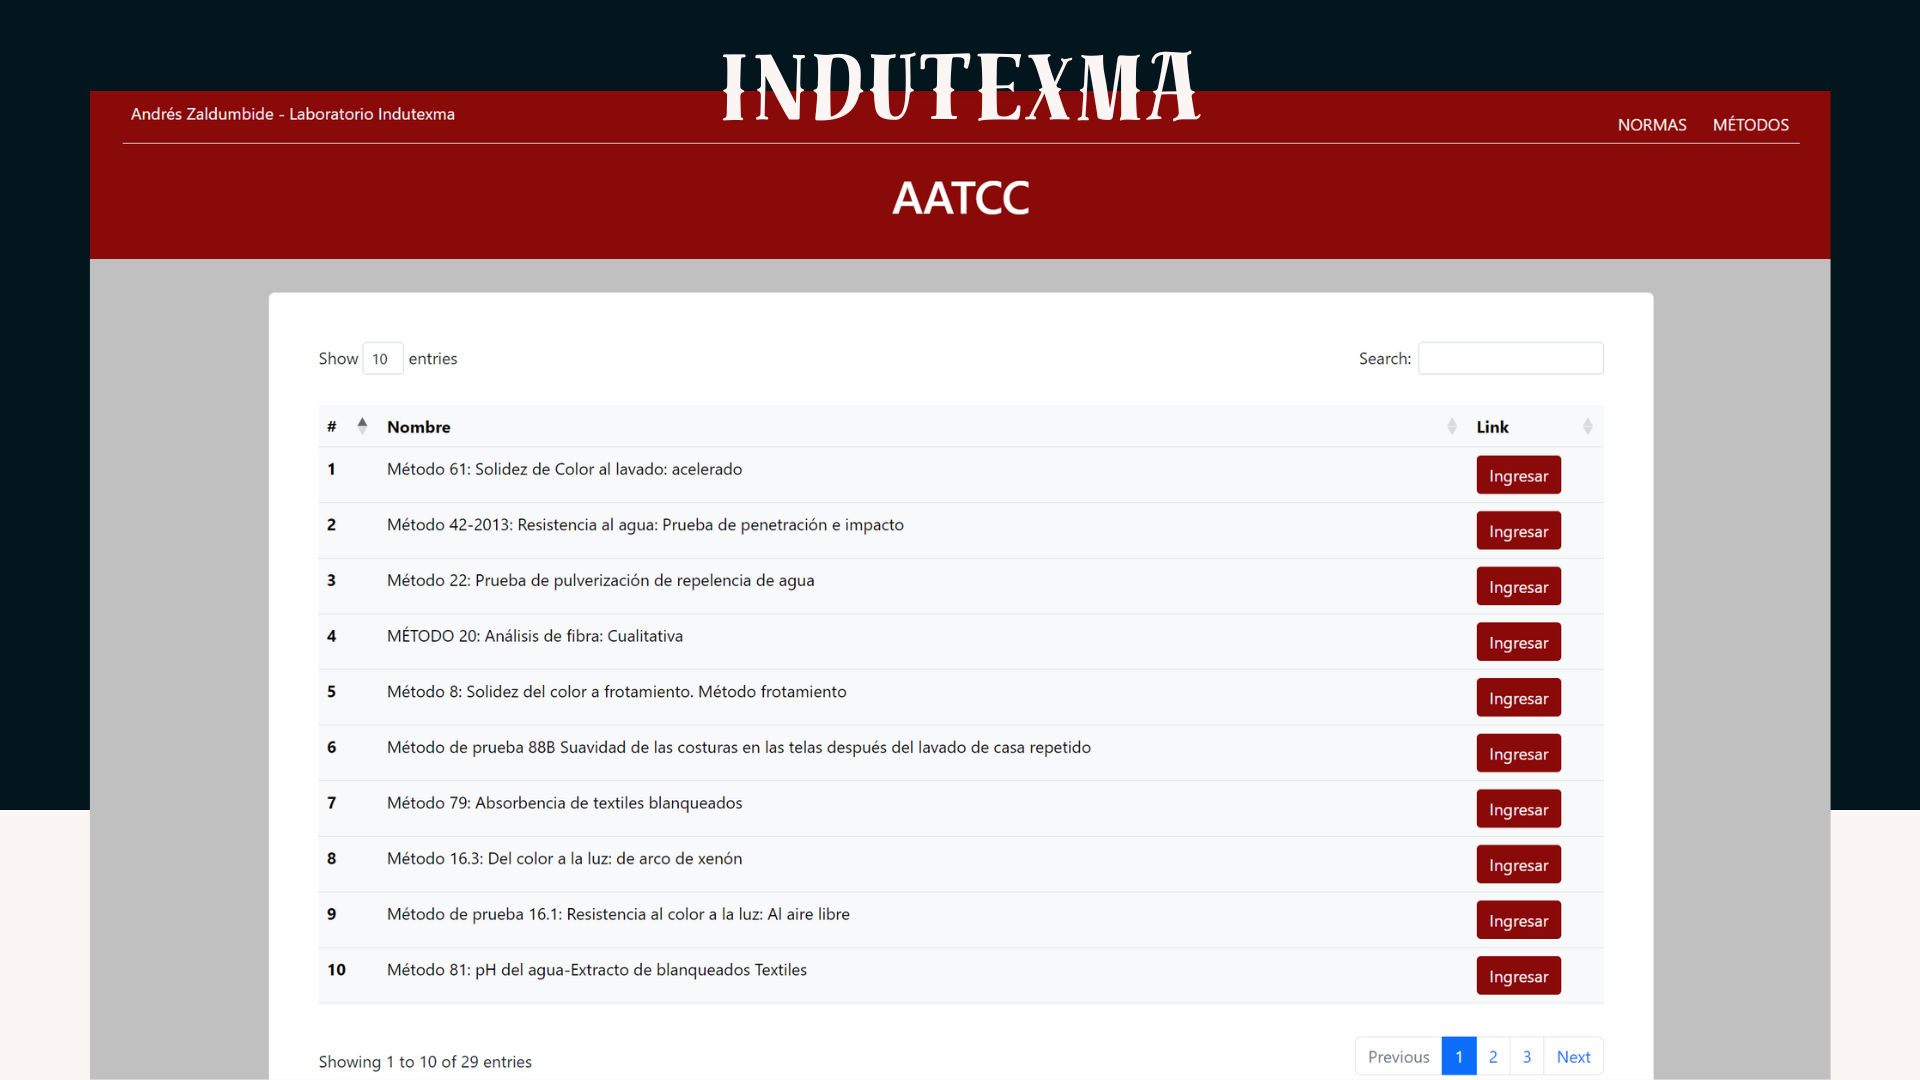 INDUTEXMA
Andrés Zaldumbide - Laboratorio Indutexma
NORMAS MÉTODOS
AATCC
Show 10 entries Search:
# Nombre Link
1 Método 61: Solidez de Color al lavado: acelerado Ingresar
2 Método 42-2013: Resistencia al agua: Prueba de penetración e impacto Ingresar
3 Método 22: Prueba de pulverización de repelencia de agua Ingresar
4 MÉTODO 20: Análisis de fibra: Cualitativa Ingresar
5 Método 8: Solidez del color a frotamiento. Método frotamiento Ingresar
6 Método de prueba 88B Suavidad de las costuras en las telas después del lavado de casa repetido Ingresar
7 Método 79: Absorbencia de textiles blanqueados Ingresar
8 Método 16.3: Del color a la luz: de arco de xenón Ingresar
9 Método de prueba 16.1: Resistencia al color a la luz: Al aire libre Ingresar
10 Método 81: pH del agua-Extracto de blanqueados Textiles Ingresar
Showing 1 to 10 of 29 entries Previous 1 2 3 Next